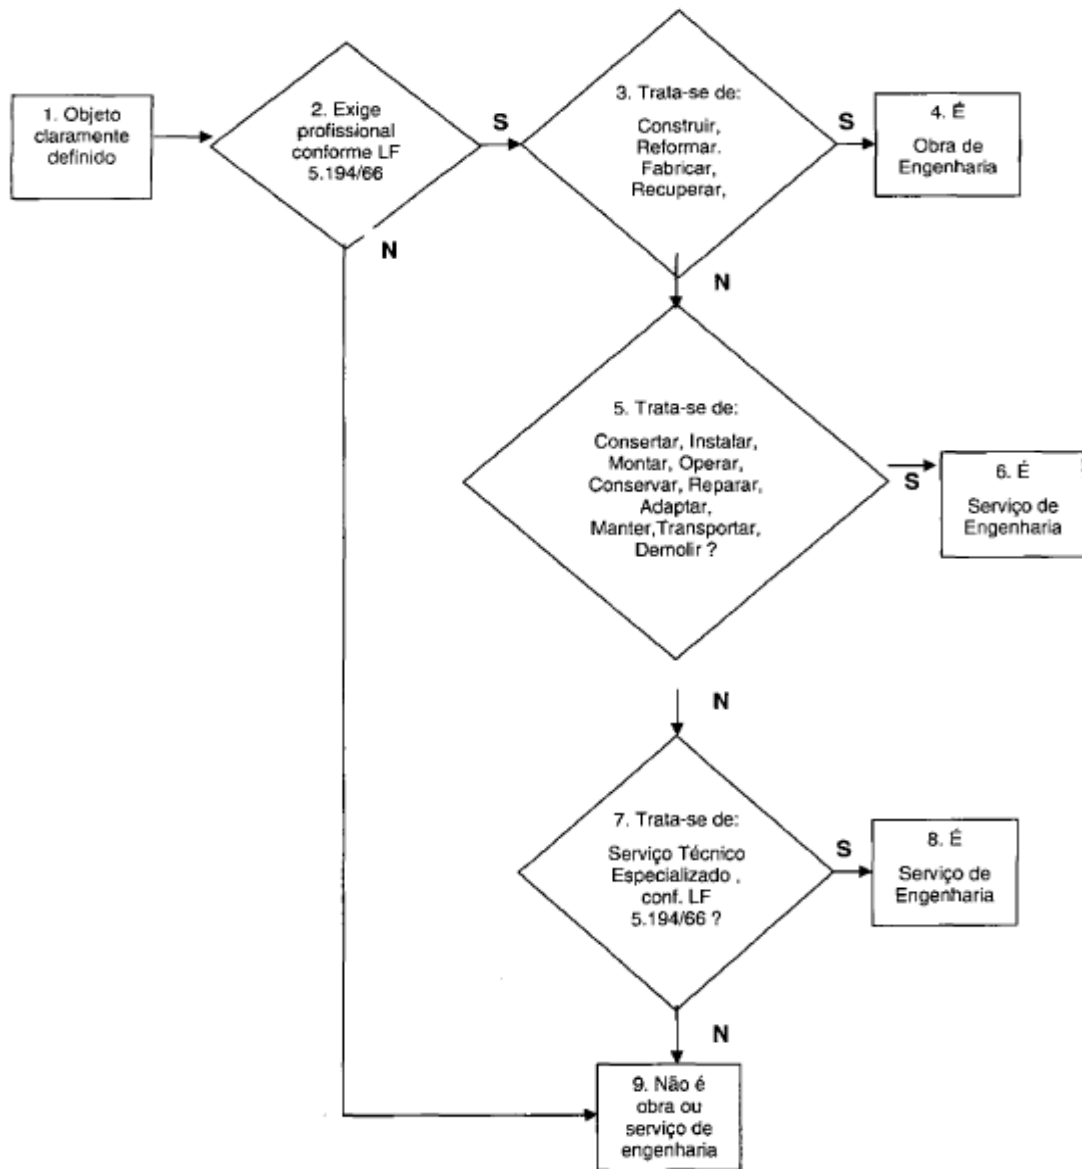 1. Objeto
claramente
definido
2. Exige
profissional
conforme LF
5.194/66
S
N
3. Trata-se de:
Construir,
Reformar.
Fabricar,
Recuperar,
S
N
4. É
Obra de
Engenharia
5. Trata-se de:
Consertar, Instalar,
Montar, Operar,
Conservar, Reparar,
Adaptar,
Manter,Transportar,
Demolir ?
S
N
6. É
Serviço de
Engenharia
7. Trata-se de:
Serviço Técnico
Especializado ,
conf. LF
5.194/66 ?
S
N
8. É
Serviço de
Engenharia
9. Não é
obra ou
serviço de
engenharia